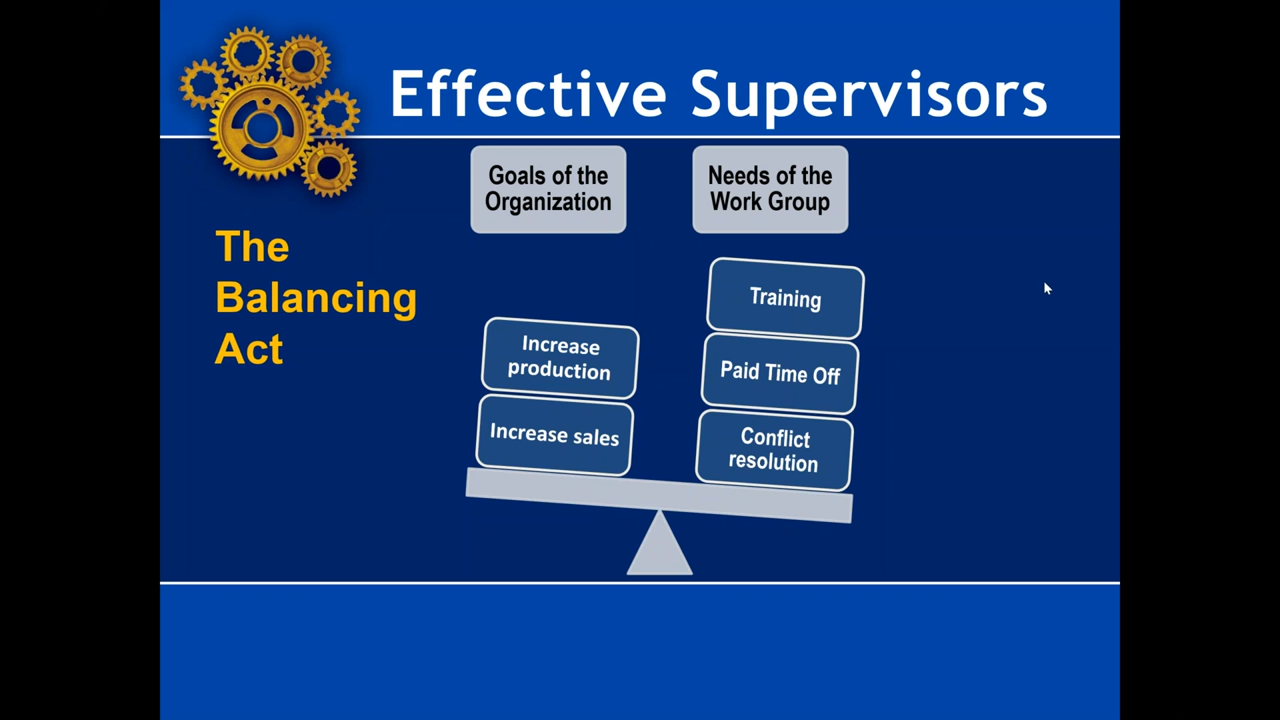 Effective Supervisors
The
Balancing
Act
Goals of the
Organization
Increase
production
Increase sales
Needs of the
Work Group
Training
Paid Time Off
Conflict
resolution